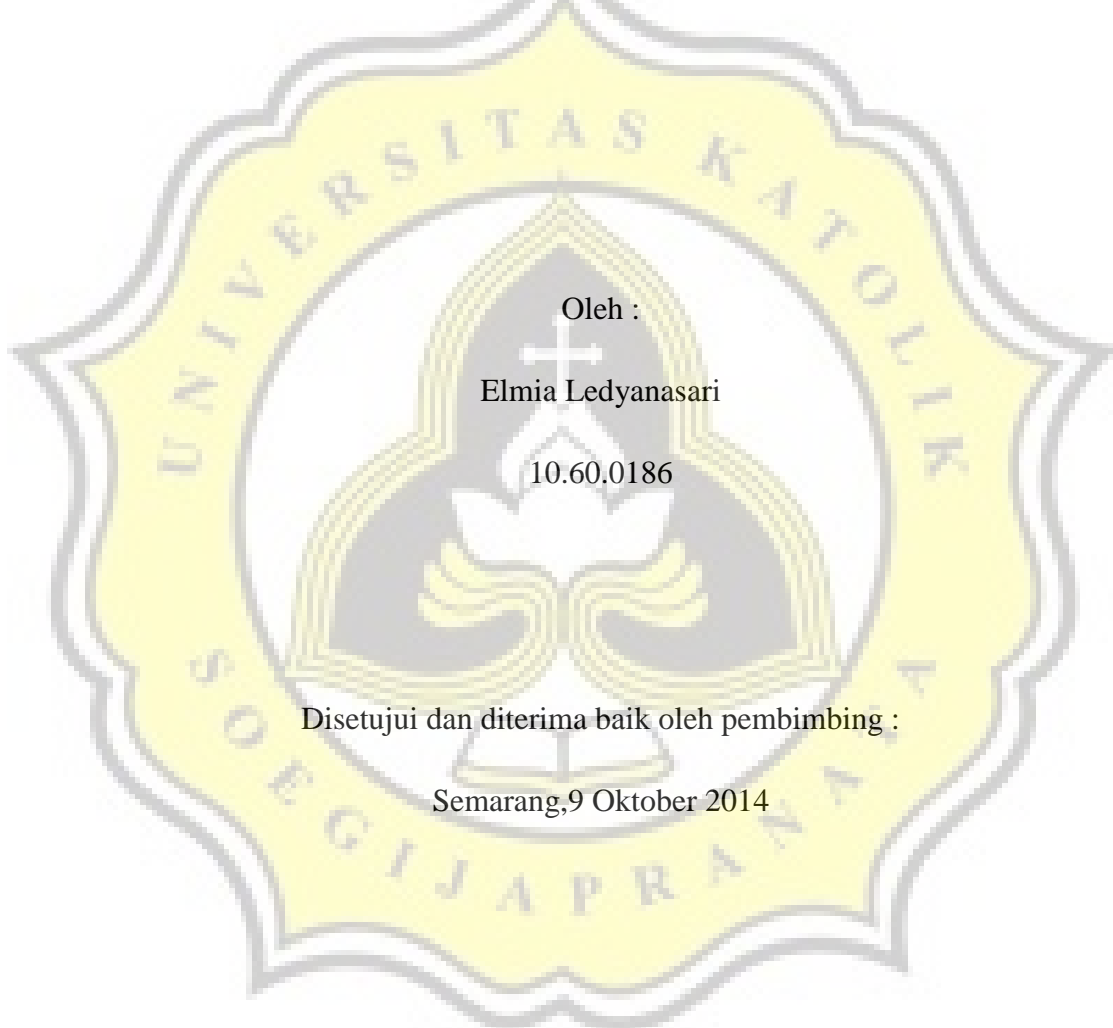 UNIVERSITAS KATOLIK
Oleh :
Elmia Ledyanasari
10.60.0186
Disetujui dan diterima baik oleh pembimbing :
Semarang,9 Oktober 2014
SOEGIJAPRANATA